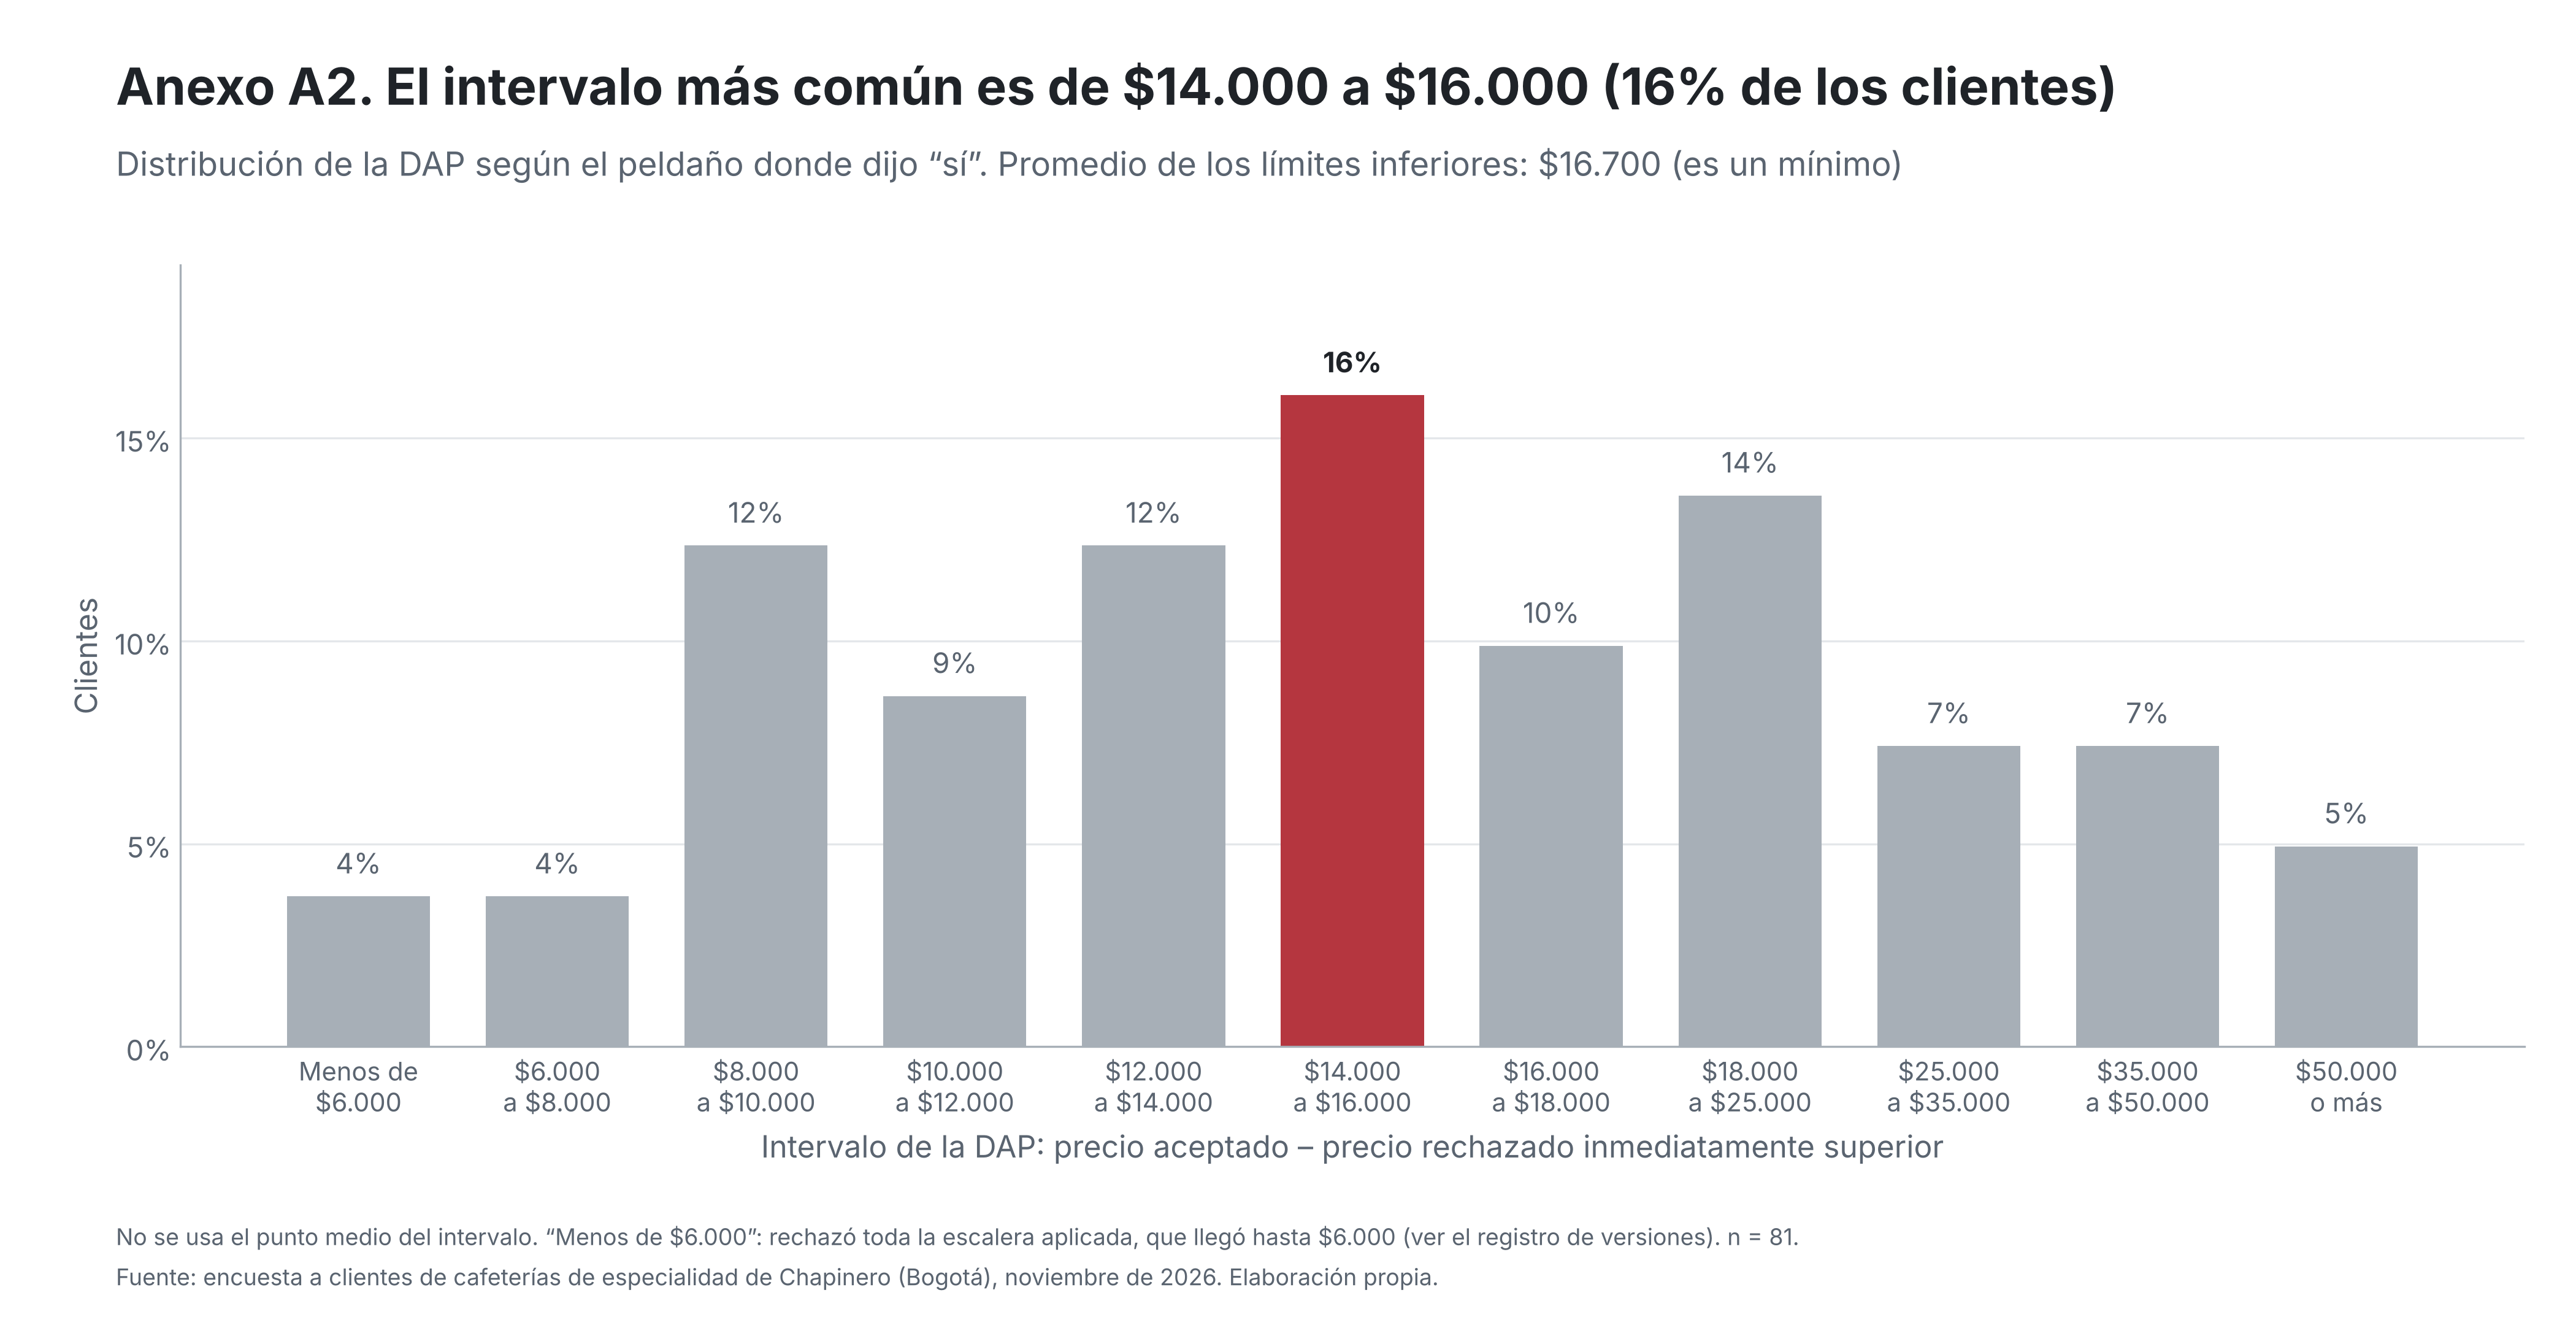 Anexo A2. El intervalo más común es de $14.000 a $16.000 (16% de los clientes)
Distribución de la DAP según el peldaño donde dijo “sí”. Promedio de los límites inferiores: $16.700 (es un mínimo)
Clientes
15%
10%
5%
0%
4%
4%
12%
9%
12%
16%
10%
14%
7%
7%
5%
Menos de
$6.000
$6.000
a $8.000
$8.000
a $10.000
$10.000
a $12.000
$12.000
a $14.000
$14.000
a $16.000
$16.000
a $18.000
$18.000
a $25.000
$25.000
a $35.000
$35.000
a $50.000
$50.000
o más
Intervalo de la DAP: precio aceptado – precio rechazado inmediatamente superior
No se usa el punto medio del intervalo. “Menos de $6.000”: rechazó toda la escalera aplicada, que llegó hasta $6.000 (ver el registro de versiones). n = 81.
Fuente: encuesta a clientes de cafeterías de especialidad de Chapinero (Bogotá), noviembre de 2026. Elaboración propia.